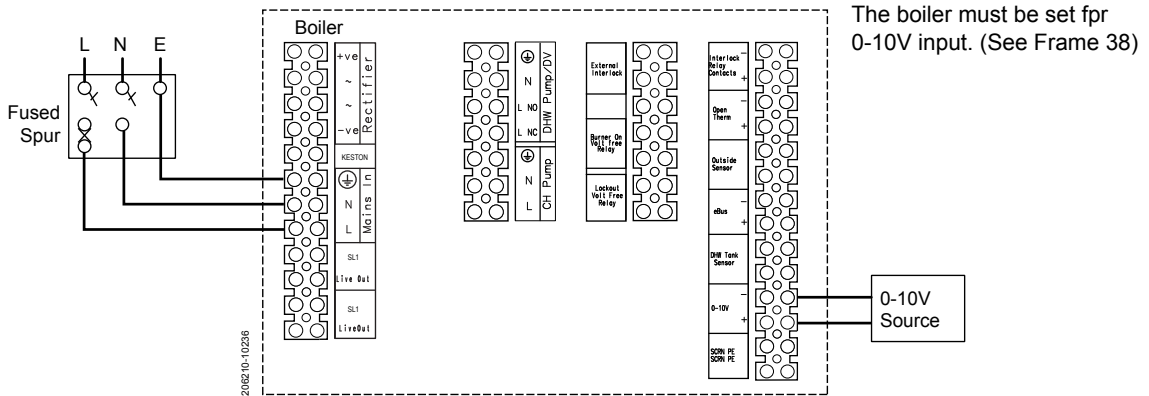 The boiler must be set fpr
0-10V input. (See Frame 38)
Boiler
L N E
Fused
Spur
+ve
~
~
-ve
Rectifier
KESTON
N
L
Mains In
SL1
Live Out
SL1
LiveOut
N
L NO
L NC
DHW Pump/DV
N
L
CH Pump
External
Interlock
Burner On
Volt Free
Relay
Lockout
Volt Free
Relay
Interlock -
Relay
Contacts +
-
Open
Therm
+
Outside
Sensor
-
eBus
+
DHW Tank
Sensor
-
0-10V
+
SCRN PE
SCRN PE
0-10V
Source
206210-10236